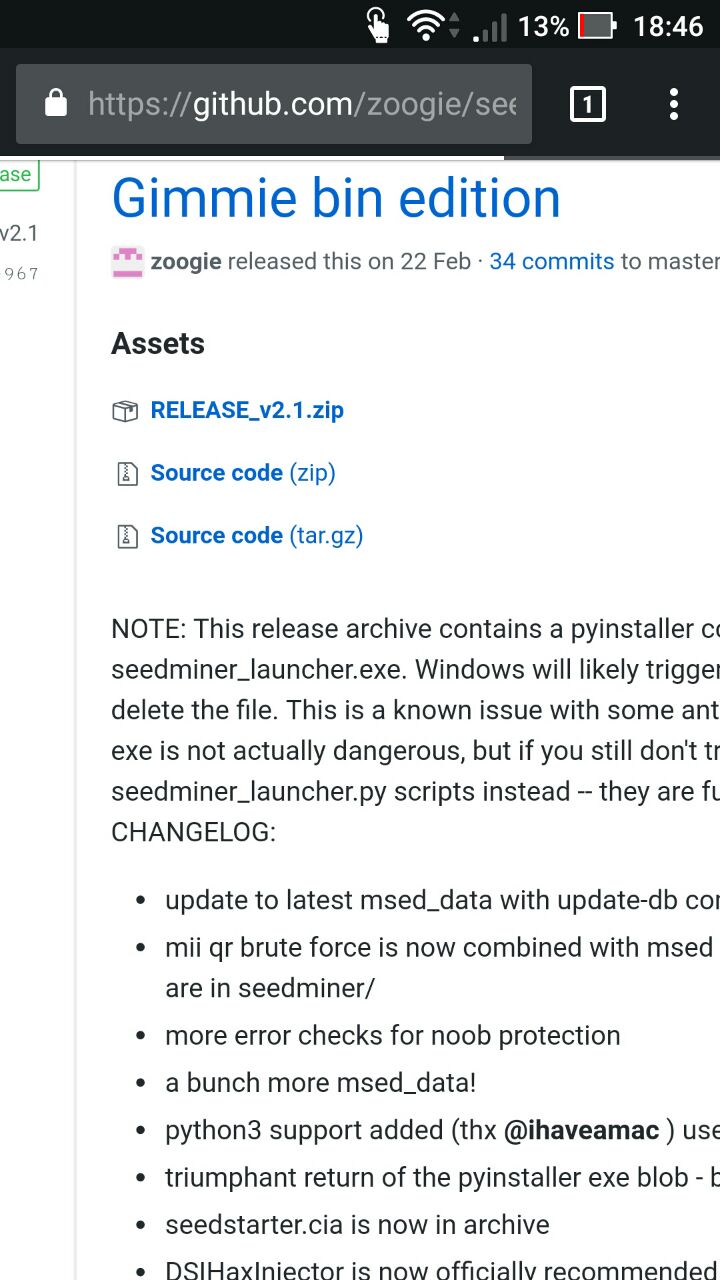 13% 18:46
https://github.com/zoogie/see
1
ase
Gimmie bin edition
v2.1
zoogie released this on 22 Feb · 34 commits to master
967
Assets
RELEASE_v2.1.zip
Source code (zip)
Source code (tar.gz)
NOTE: This release archive contains a pyinstaller co
seedminer_launcher.exe. Windows will likely trigger
delete the file. This is a known issue with some ant
exe is not actually dangerous, but if you still don't tr
seedminer_launcher.py scripts instead -- they are fu
CHANGELOG:
• update to latest msed_data with update-db con
• mii qr brute force is now combined with msed
are in seedminer/
• more error checks for noob protection
• a bunch more msed_data!
• python3 support added (thx @ihaveamac ) use
• triumphant return of the pyinstaller exe blob - b
• seedstarter.cia is now in archive
• DSIHaxInjector is now officially recommended